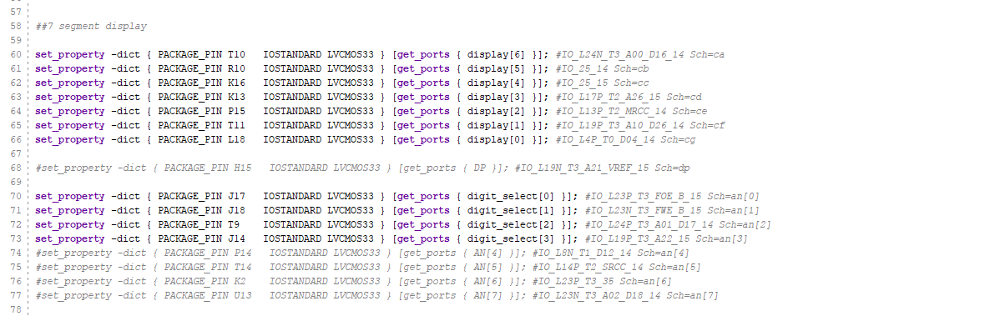 57
58 ##7 segment display
59
60 set_property -dict { PACKAGE_PIN T10   IOSTANDARD LVCMOS33 } [get_ports { display[6] }]; #IO_L24N_T3_A00_D16_14 Sch=ca
61 set_property -dict { PACKAGE_PIN R10   IOSTANDARD LVCMOS33 } [get_ports { display[5] }]; #IO_25_14 Sch=cb
62 set_property -dict { PACKAGE_PIN K16   IOSTANDARD LVCMOS33 } [get_ports { display[4] }]; #IO_25_15 Sch=cc
63 set_property -dict { PACKAGE_PIN K13   IOSTANDARD LVCMOS33 } [get_ports { display[3] }]; #IO_L17P_T2_A26_15 Sch=cd
64 set_property -dict { PACKAGE_PIN P15   IOSTANDARD LVCMOS33 } [get_ports { display[2] }]; #IO_L13P_T2_MRCC_14 Sch=ce
65 set_property -dict { PACKAGE_PIN T11   IOSTANDARD LVCMOS33 } [get_ports { display[1] }]; #IO_L19P_T3_A10_D26_14 Sch=cf
66 set_property -dict { PACKAGE_PIN L18   IOSTANDARD LVCMOS33 } [get_ports { display[0] }]; #IO_L4P_T0_D04_14 Sch=cg
67
68 #set_property -dict { PACKAGE_PIN H15   IOSTANDARD LVCMOS33 } [get_ports { DP }]; #IO_L19N_T3_A21_VREF_15 Sch=dp
69
70 set_property -dict { PACKAGE_PIN J17   IOSTANDARD LVCMOS33 } [get_ports { digit_select[0] }]; #IO_L23P_T3_FOE_B_15 Sch=an[0]
71 set_property -dict { PACKAGE_PIN J18   IOSTANDARD LVCMOS33 } [get_ports { digit_select[1] }]; #IO_L23N_T3_FWE_B_15 Sch=an[1]
72 set_property -dict { PACKAGE_PIN T9    IOSTANDARD LVCMOS33 } [get_ports { digit_select[2] }]; #IO_L24P_T3_A01_D17_14 Sch=an[2]
73 set_property -dict { PACKAGE_PIN J14   IOSTANDARD LVCMOS33 } [get_ports { digit_select[3] }]; #IO_L19P_T3_A22_15 Sch=an[3]
74 #set_property -dict { PACKAGE_PIN P14   IOSTANDARD LVCMOS33 } [get_ports { AN[4] }]; #IO_L8N_T1_D12_14 Sch=an[4]
75 #set_property -dict { PACKAGE_PIN T14   IOSTANDARD LVCMOS33 } [get_ports { AN[5] }]; #IO_L14P_T2_SRCC_14 Sch=an[5]
76 #set_property -dict { PACKAGE_PIN K2    IOSTANDARD LVCMOS33 } [get_ports { AN[6] }]; #IO_L23P_T3_35 Sch=an[6]
77 #set_property -dict { PACKAGE_PIN U13   IOSTANDARD LVCMOS33 } [get_ports { AN[7] }]; #IO_L23N_T3_A02_D18_14 Sch=an[7]
78